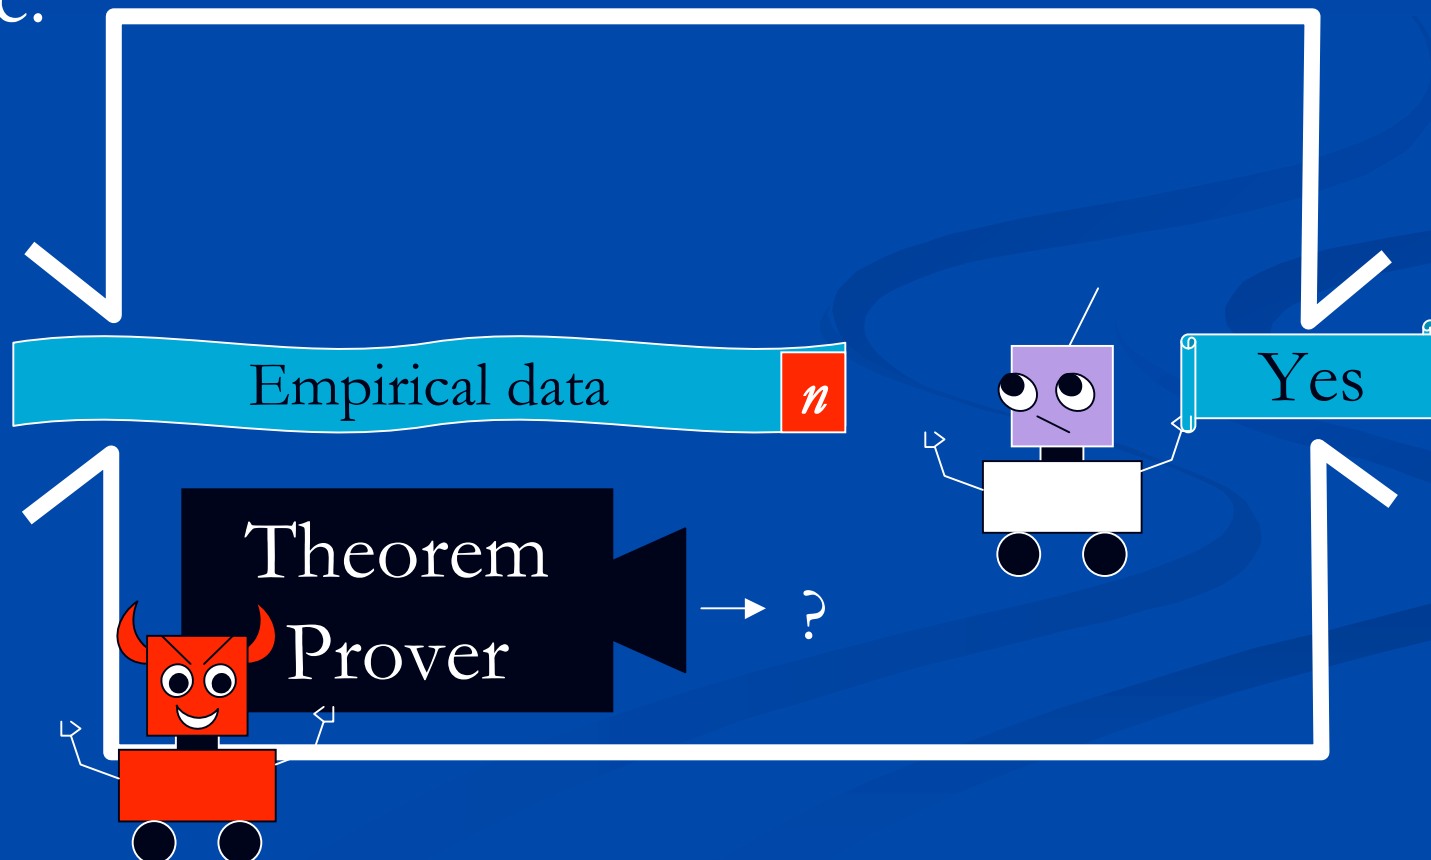 Empirical data
n
Yes
Theorem
Prover
?